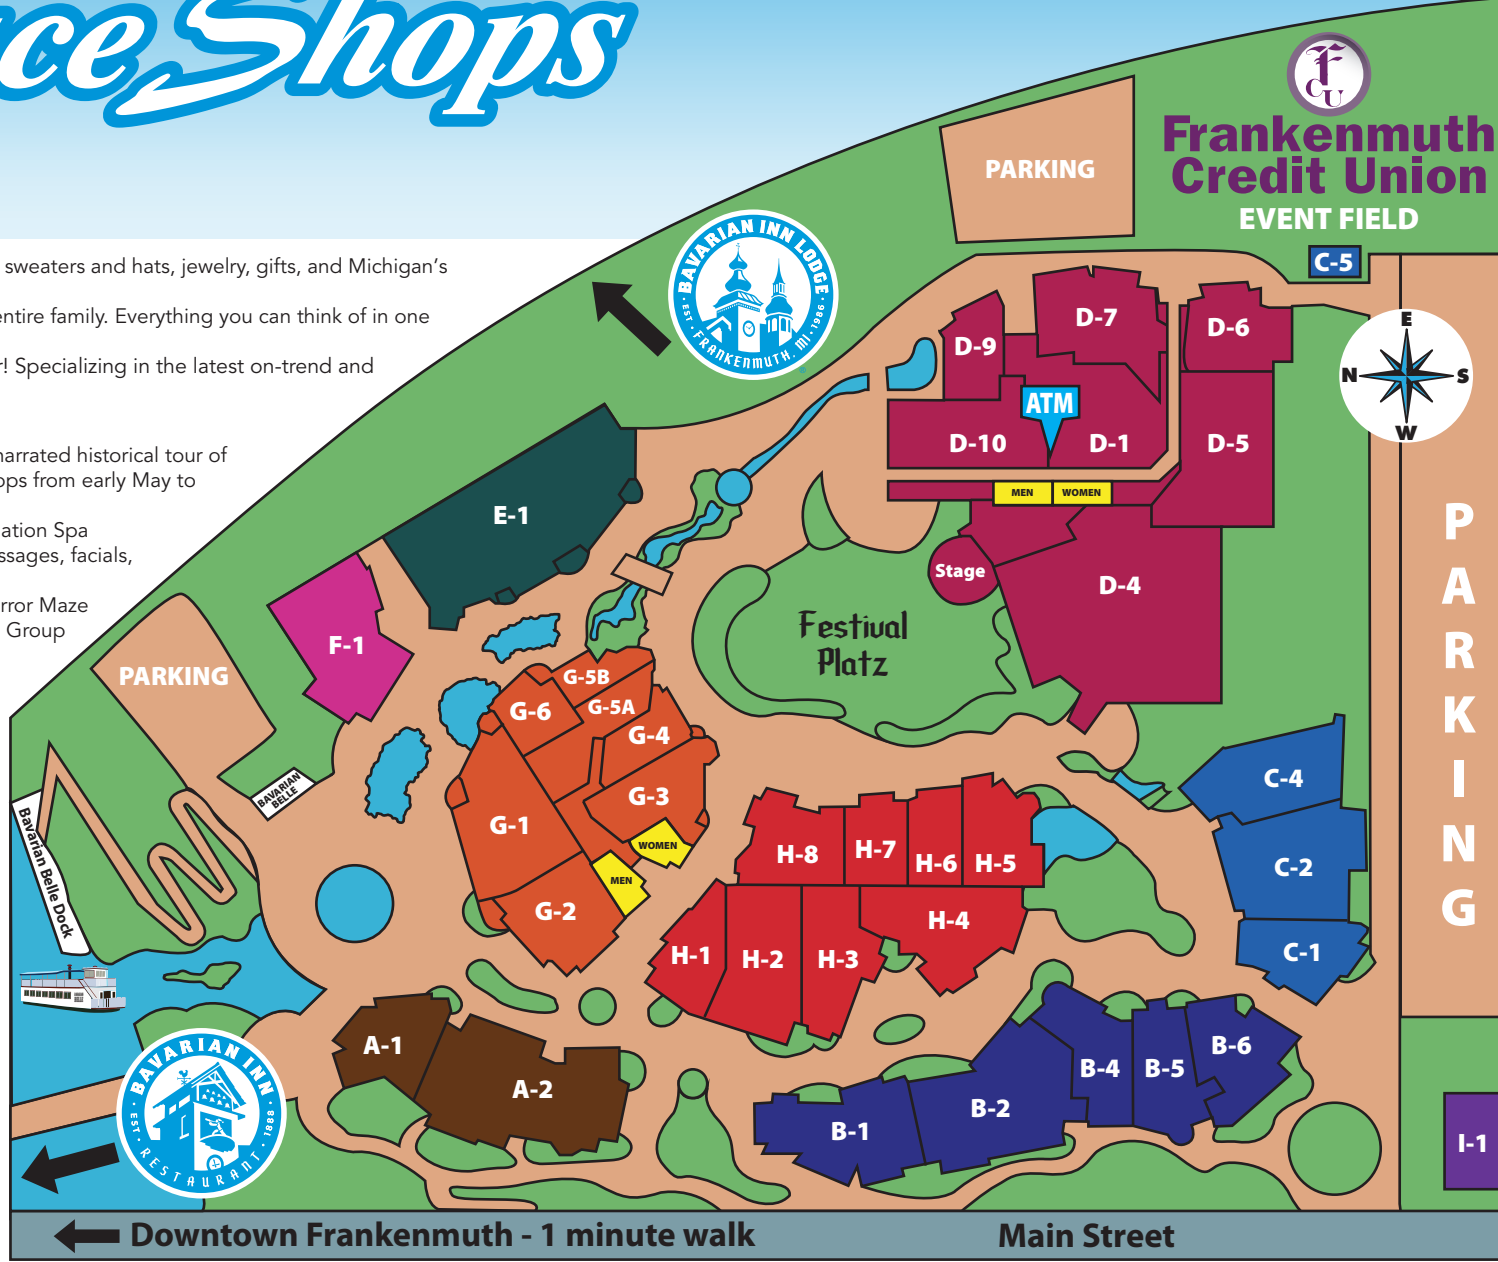 ce Shops
sweaters and hats, jewelry, gifts, and Michigan's
entire family. Everything you can think of in one
r! Specializing in the latest on-trend and
narrated historical tour of
ops from early May to
ation Spa
ssages, facials,
rror Maze
Group
F
C
U
Frankenmuth
Credit Union
EVENT FIELD
PARKING
C-5
BAVARIAN INN LODGE
EST. FRANKENMUTH, MI 1986
E
N
S
W
D-7
D-6
D-9
ATM
D-10
D-1
D-5
MEN
WOMEN
E-1
Stage
D-4
Festival
Platz
F-1
PARKING
G-5B
G-6
G-5A
G-4
G-3
G-1
WOMEN
MEN
G-2
BAVARIAN
BELLE
Bavarian Belle Dock
C-4
C-2
C-1
P
A
R
K
I
N
G
H-8
H-7
H-6
H-5
H-4
H-1
H-2
H-3
A-1
A-2
B-6
B-4
B-5
B-2
B-1
I-1
BAVARIAN INN
EST. RESTAURANT 1888
Downtown Frankenmuth - 1 minute walk
Main Street